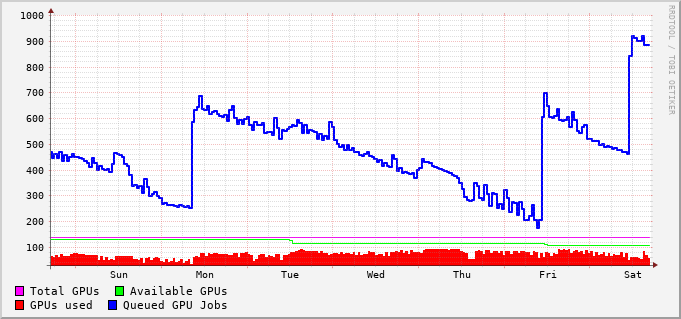 1000
900
800
700
600
500
400
300
200
100
Sun Mon Tue Wed Thu Fri Sat
RRDTOOL / TOBI OETIKER
Total GPUs Available GPUs
GPUs used Queued GPU Jobs